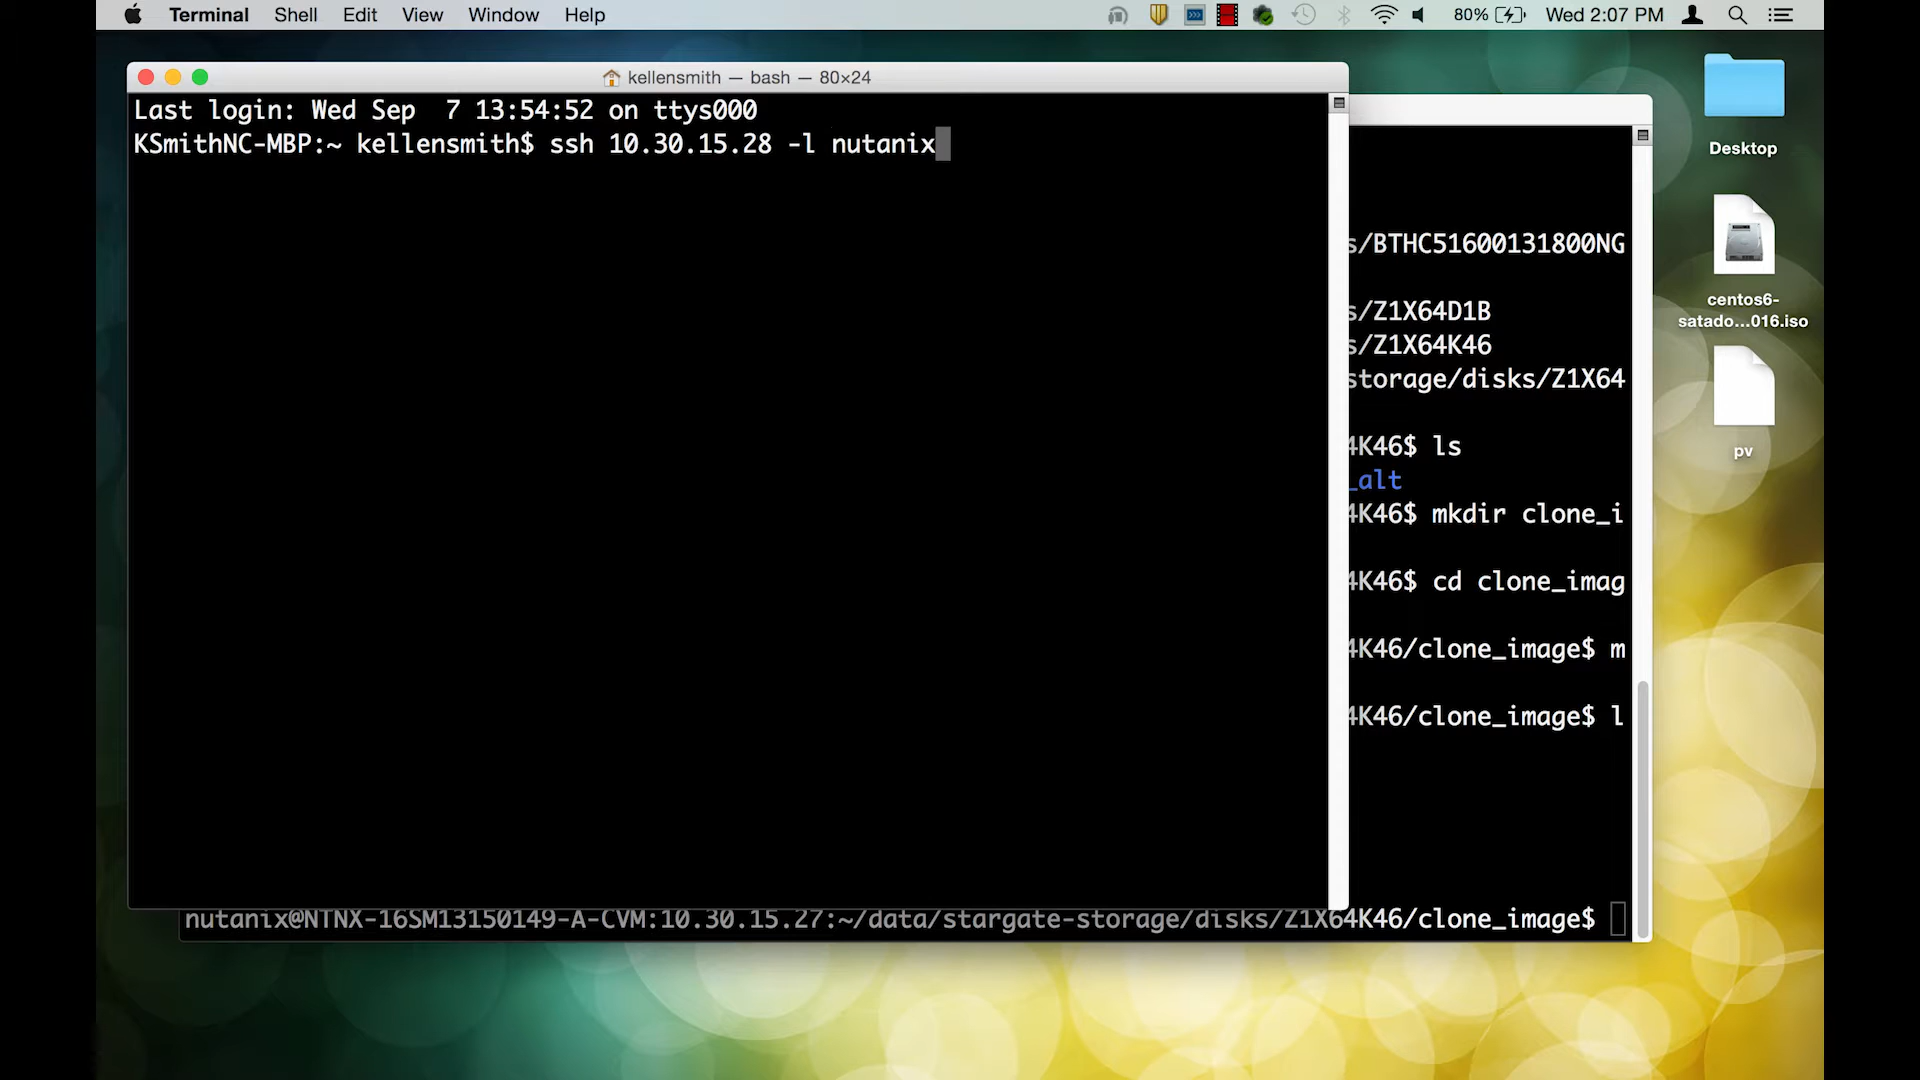 Terminal Shell Edit View Window Help 80% Wed 2:07 PM
kellensmith — bash — 80×24
Last login: Wed Sep  7 13:54:52 on ttys000
KSmithNC-MBP:~ kellensmith$ ssh 10.30.15.28 -l nutanix
s/BTHC51600131800NG
s/Z1X64D1B
s/Z1X64K46
storage/disks/Z1X64
4K46$ ls
_alt
4K46$ mkdir clone_i
4K46$ cd clone_imag
4K46/clone_image$ m
4K46/clone_image$ l
nutanix@NTNX-16SM13150149-A-CVM:10.30.15.27:~/data/stargate-storage/disks/Z1X64K46/clone_image$
Desktop
centos6-
satado...016.iso
pv